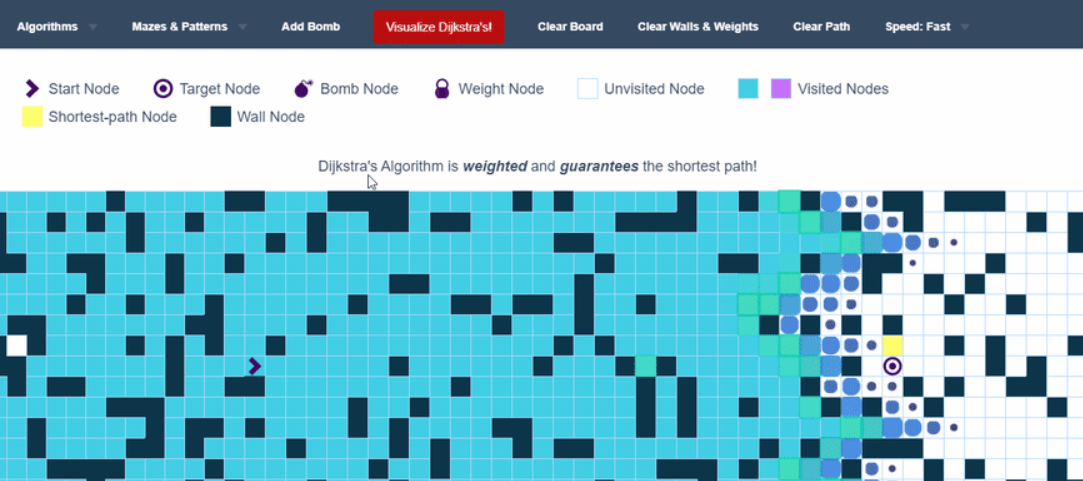 Algorithms Mazes & Patterns Add Bomb Visualize Dijkstra's! Clear Board Clear Walls & Weights Clear Path Speed: Fast
Start Node Target Node Bomb Node Weight Node Unvisited Node Visited Nodes
Shortest-path Node Wall Node
Dijkstra's Algorithm is weighted and guarantees the shortest path!